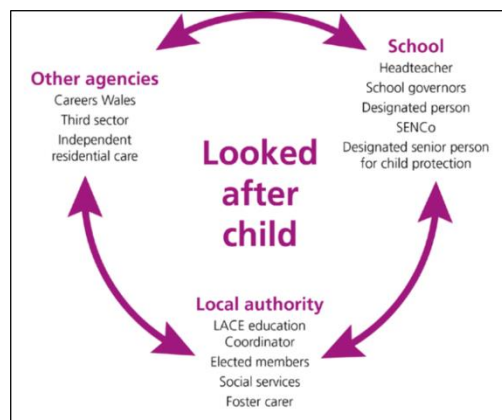 School
Headteacher
School governors
Designated person
SENCo
Designated senior person
for child protection
Other agencies
Careers Wales
Third sector
Independent
residential care
Looked
after
child
Local authority
LACE education
Coordinator
Elected members
Social services
Foster carer